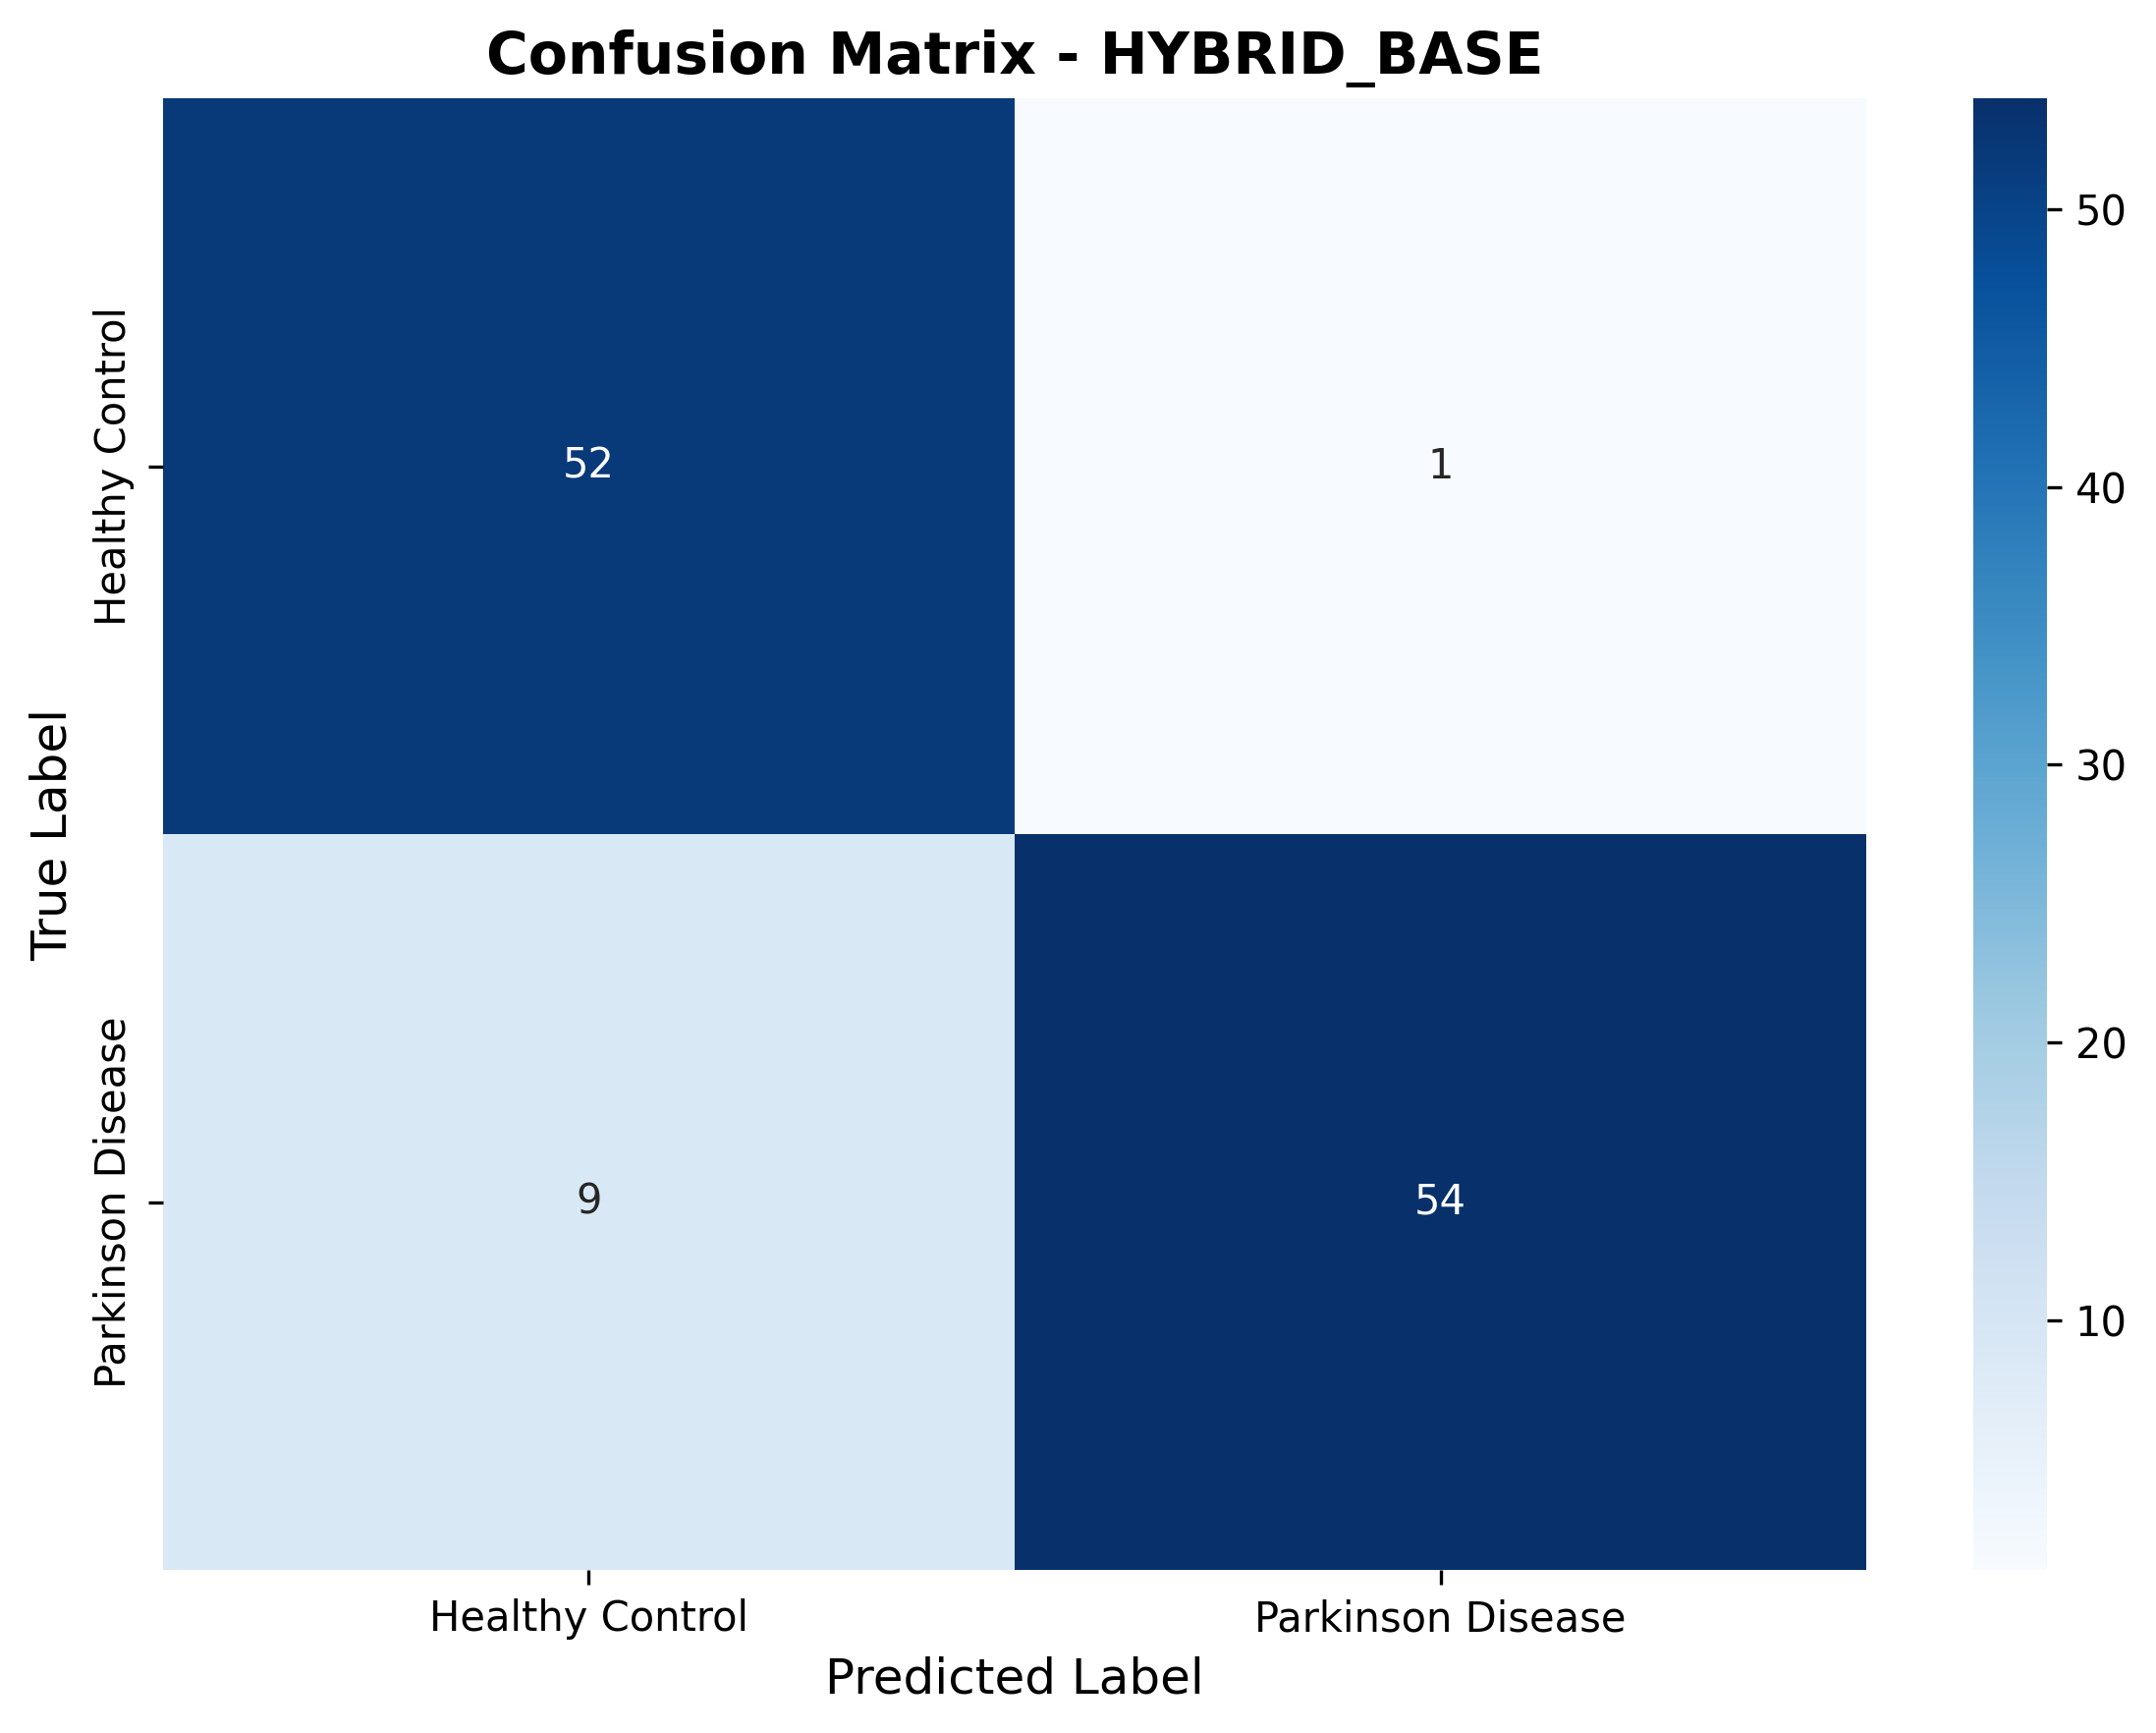 Confusion Matrix - HYBRID_BASE
True Label
Healthy Control
Parkinson Disease
52
1
9
54
Healthy Control
Parkinson Disease
Predicted Label
50
40
30
20
10